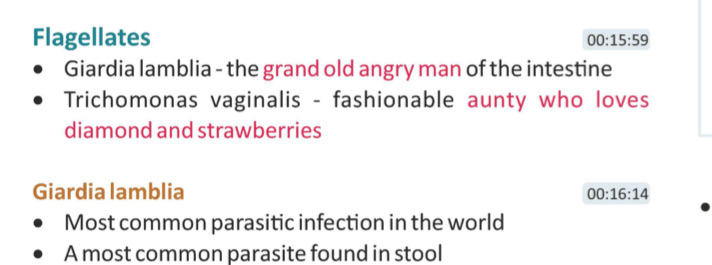 Flagellates 00:15:59
• Giardia lamblia - the grand old angry man of the intestine
• Trichomonas vaginalis - fashionable aunty who loves
diamond and strawberries
Giardia lamblia 00:16:14
• Most common parasitic infection in the world
• A most common parasite found in stool